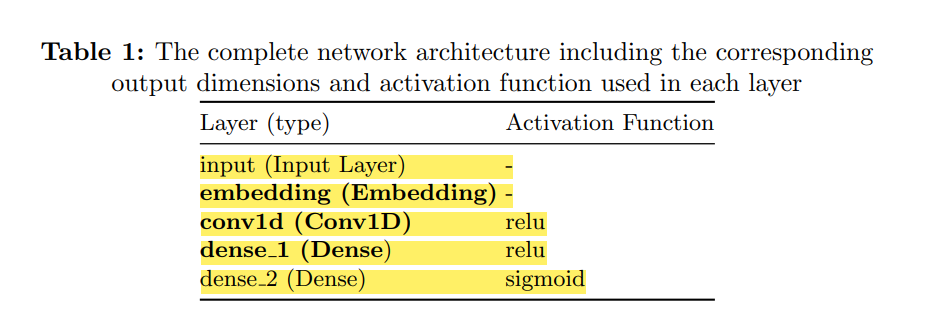 Table 1: The complete network architecture including the corresponding
output dimensions and activation function used in each layer
Layer (type) Activation Function
input (Input Layer) -
embedding (Embedding) -
conv1d (Conv1D) relu
dense_1 (Dense) relu
dense_2 (Dense) sigmoid